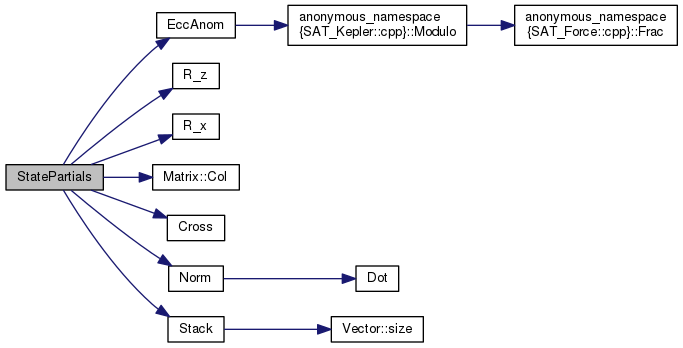 EccAnom
anonymous_namespace
{SAT_Kepler::cpp}::Modulo
anonymous_namespace
{SAT_Force::cpp}::Frac
R_z
R_x
StatePartials
Matrix::Col
Cross
Norm
Dot
Stack
Vector::size